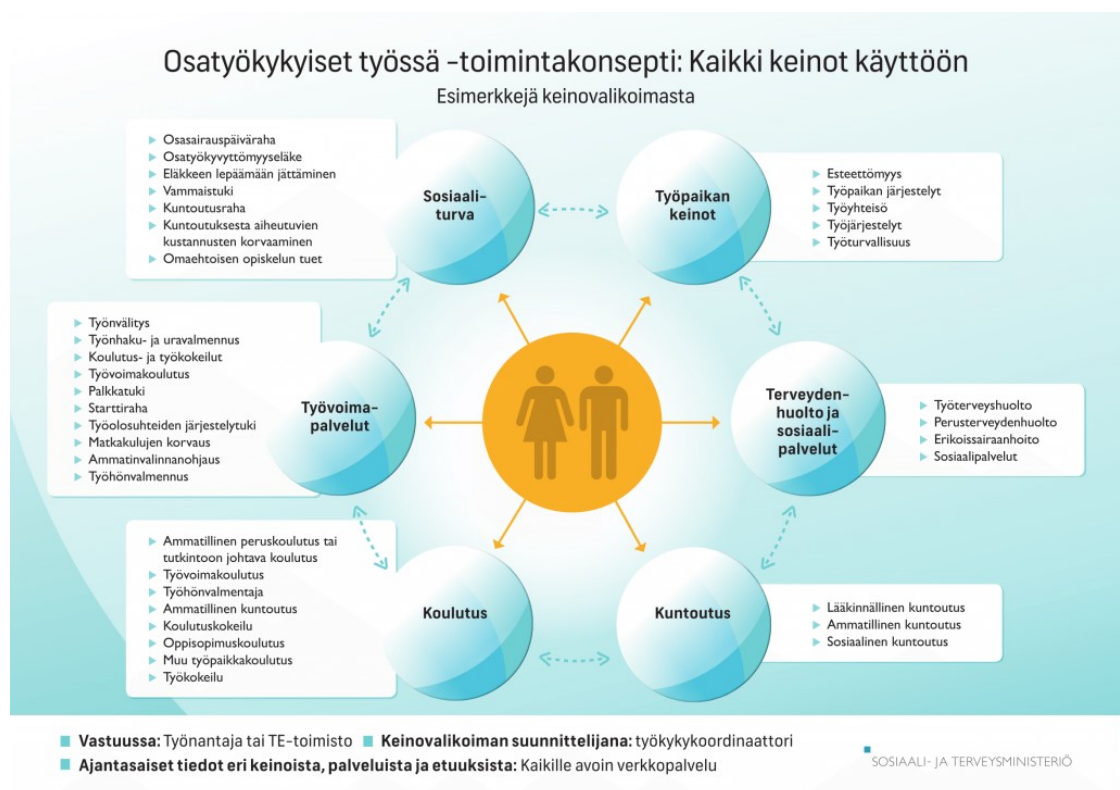 Osatyökykyiset työssä -toimintakonsepti: Kaikki keinot käyttöön
Esimerkkejä keinovalikoimasta
Osasairauspäiväraha
Osatyökyvyttömyyseläke
Eläkkeen lepäämään jättäminen
Vammaistuki
Kuntoutusraha
Kuntoutuksesta aiheutuvien
kustannusten korvaaminen
Omaehtoisen opiskelun tuet
Sosiaali-
turva
Työpaikan
keinot
Esteettömyys
Työpaikan järjestelyt
Työyhteisö
Työjärjestelyt
Työturvallisuus
Työnvälitys
Työnhaku- ja uravalmennus
Koulutus- ja työkokeilut
Työvoimakoulutus
Palkkatuki
Starttiraha
Työolosuhteiden järjestelytuki
Matkakulujen korvaus
Ammatinvalinnanohjaus
Työhönvalmennus
Työvoima-
palvelut
Terveyden-
huolto ja
sosiaali-
palvelut
Työterveyshuolto
Perusterveydenhuolto
Erikoissairaanhoito
Sosiaalipalvelut
Ammatillinen peruskoulutus tai
tutkintoon johtava koulutus
Työvoimakoulutus
Työhönvalmentaja
Ammatillinen kuntoutus
Koulutuskokeilu
Oppisopimuskoulutus
Muu työpaikkakoulutus
Työkokeilu
Koulutus
Kuntoutus
Lääkinnällinen kuntoutus
Ammatillinen kuntoutus
Sosiaalinen kuntoutus
Vastuussa: Työnantaja tai TE-toimisto Keinovalikoiman suunnittelijana: työkykykoordinaattori
Ajantasaiset tiedot eri keinoista, palveluista ja etuuksista: Kaikille avoin verkkopalvelu
SOSIAALI- JA TERVEYSMINISTERIÖ